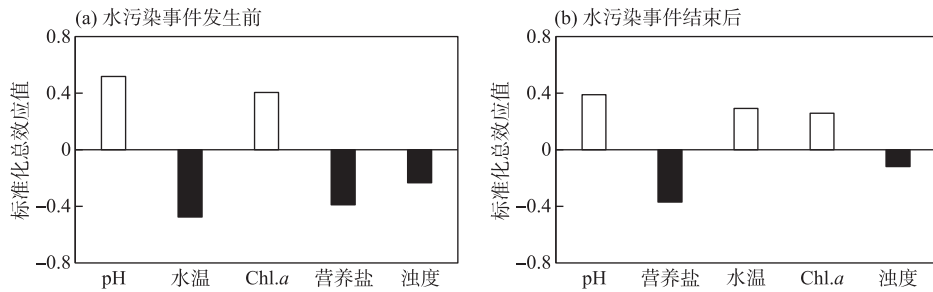 (a) 水污染事件发生前
0.8
0.4
0
−0.4
−0.8
标准化总效应值
pH 水温 Chl.a 营养盐 浊度
(b) 水污染事件结束后
0.8
0.4
0
−0.4
−0.8
标准化总效应值
pH 营养盐 水温 Chl.a 浊度